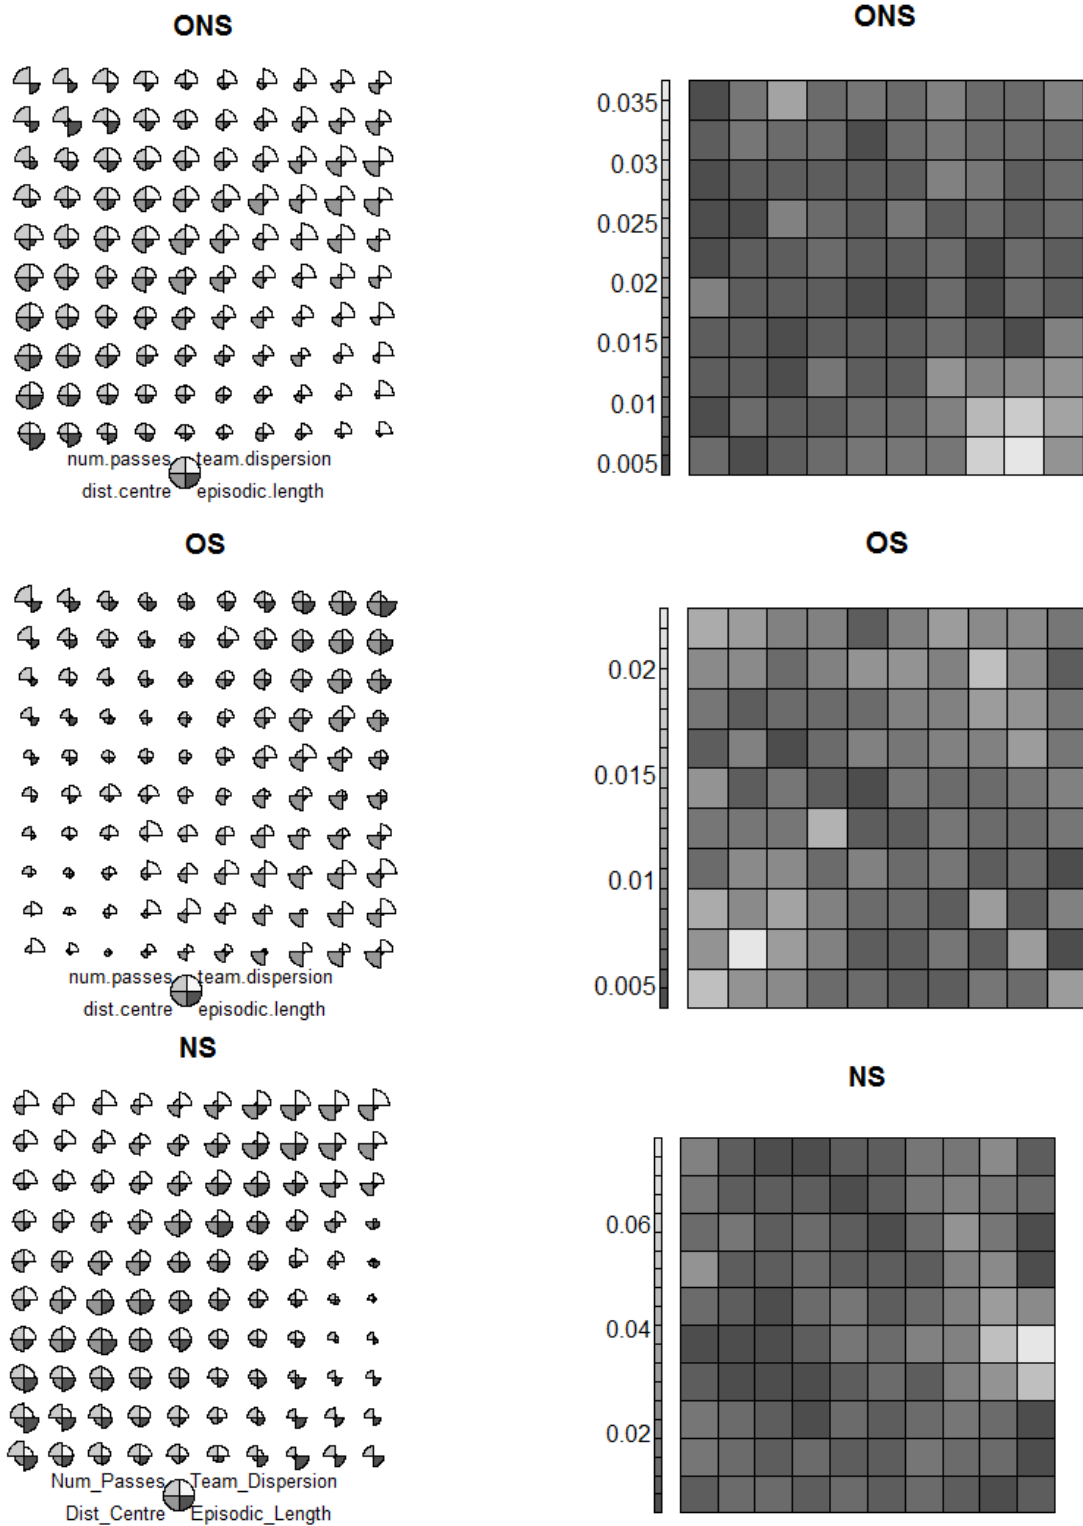 ONS
ONS
0.035
0.03
0.025
0.02
0.015
0.01
0.005
num.passes team.dispersion
dist.centre episodic.length
OS
OS
0.02
0.015
0.01
0.005
num.passes team.dispersion
dist.centre episodic.length
NS
NS
0.06
0.04
0.02
Num_Passes Team_Dispersion
Dist_Centre Episodic_Length